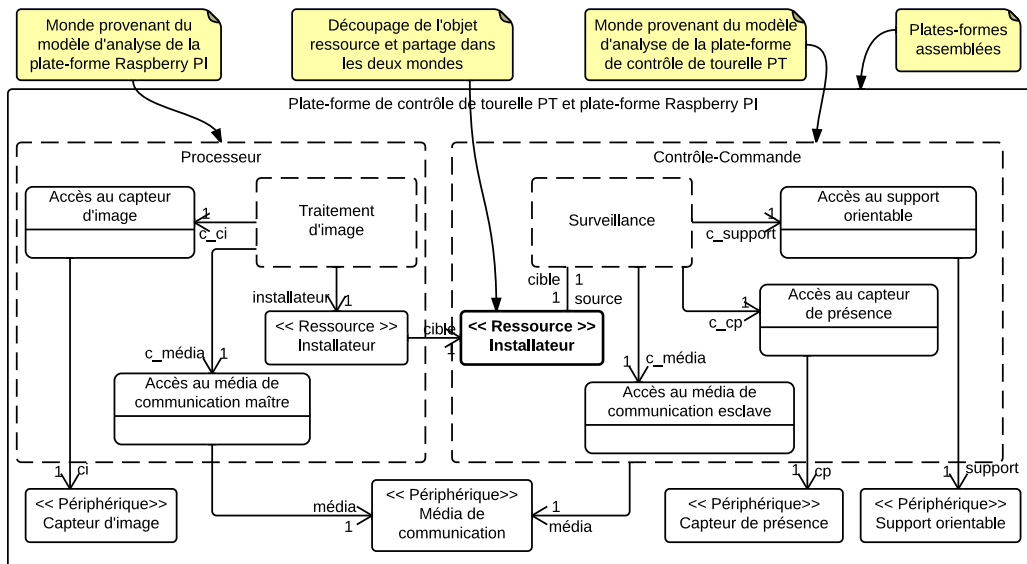 Monde provenant du
modèle d'analyse de la
plate-forme Raspberry PI
Découpage de l'objet
ressource et partage dans
les deux mondes
Monde provenant du modèle
d'analyse de la plate-forme
de contrôle de tourelle PT
Plates-formes
assemblées
Plate-forme de contrôle de tourelle PT et plate-forme Raspberry PI
Processeur
Accès au capteur
d'image
1
c_ci
Traitement
d'image
installateur
1
<< Ressource >>
Installateur
cible
1
c_média
1
Accès au média de
communication maître
Contrôle-Commande
Surveillance
1
c_support
Accès au support
orientable
cible
1
1
source
<< Ressource >>
Installateur
1
c_cp
Accès au capteur
de présence
1
c_média
Accès au média de
communication esclave
1
ci
<< Périphérique>>
Capteur d'image
média
1
<< Périphérique>>
Média de
communication
1
média
1
cp
<< Périphérique>>
Capteur de présence
1
support
<< Périphérique>>
Support orientable